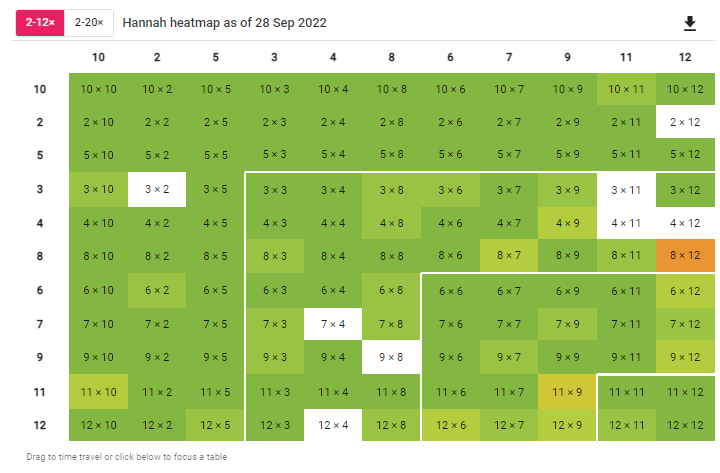 2-12× 2-20× Hannah heatmap as of 28 Sep 2022
10 2 5 3 4 8 6 7 9 11 12
10 10 × 10 10 × 2 10 × 5 10 × 3 10 × 4 10 × 8 10 × 6 10 × 7 10 × 9 10 × 11 10 × 12
2 2 × 10 2 × 2 2 × 5 2 × 3 2 × 4 2 × 8 2 × 6 2 × 7 2 × 9 2 × 11 2 × 12
5 5 × 10 5 × 2 5 × 5 5 × 3 5 × 4 5 × 8 5 × 6 5 × 7 5 × 9 5 × 11 5 × 12
3 3 × 10 3 × 2 3 × 5 3 × 3 3 × 4 3 × 8 3 × 6 3 × 7 3 × 9 3 × 11 3 × 12
4 4 × 10 4 × 2 4 × 5 4 × 3 4 × 4 4 × 8 4 × 6 4 × 7 4 × 9 4 × 11 4 × 12
8 8 × 10 8 × 2 8 × 5 8 × 3 8 × 4 8 × 8 8 × 6 8 × 7 8 × 9 8 × 11 8 × 12
6 6 × 10 6 × 2 6 × 5 6 × 3 6 × 4 6 × 8 6 × 6 6 × 7 6 × 9 6 × 11 6 × 12
7 7 × 10 7 × 2 7 × 5 7 × 3 7 × 4 7 × 8 7 × 6 7 × 7 7 × 9 7 × 11 7 × 12
9 9 × 10 9 × 2 9 × 5 9 × 3 9 × 4 9 × 8 9 × 6 9 × 7 9 × 9 9 × 11 9 × 12
11 11 × 10 11 × 2 11 × 5 11 × 3 11 × 4 11 × 8 11 × 6 11 × 7 11 × 9 11 × 11 11 × 12
12 12 × 10 12 × 2 12 × 5 12 × 3 12 × 4 12 × 8 12 × 6 12 × 7 12 × 9 12 × 11 12 × 12
Drag to time travel or click below to focus a table